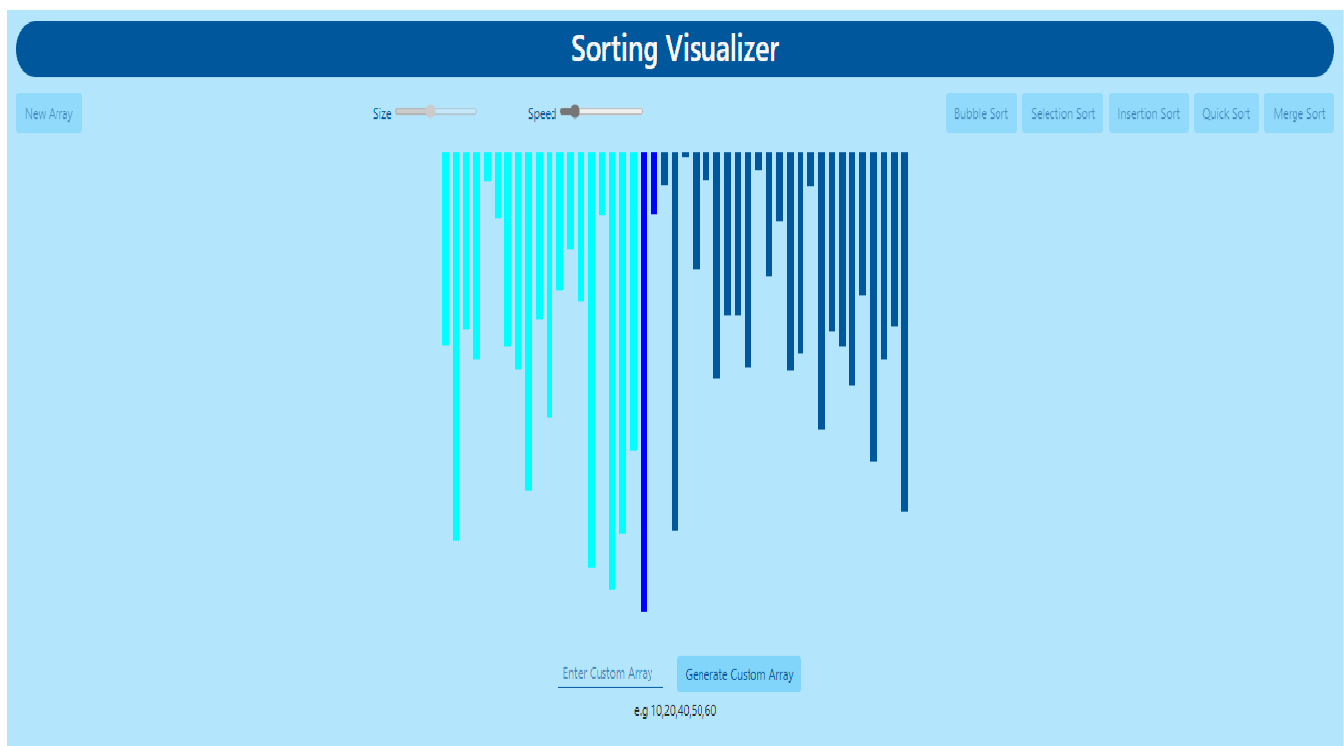 Sorting Visualizer
New Array
Size
Speed
Bubble Sort
Selection Sort
Insertion Sort
Quick Sort
Merge Sort
Enter Custom Array
Generate Custom Array
e.g 10,20,40,50,60